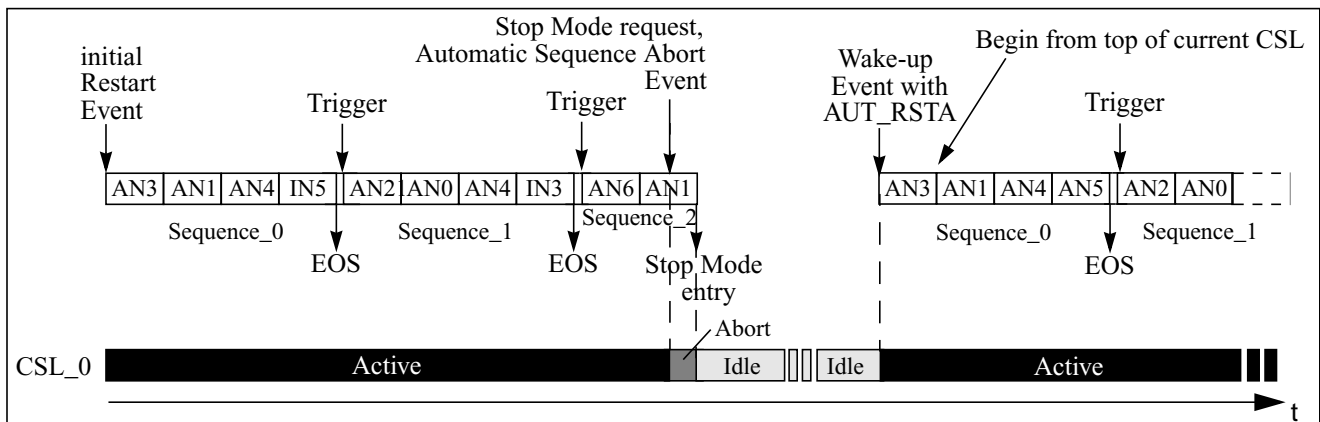 Stop Mode request,
Automatic Sequence Abort
Event
initial
Restart
Event
Trigger
Trigger
Wake-up
Event with
AUT_RSTA
Begin from top of current CSL
Trigger
AN3 AN1 AN4 IN5 AN21 AN0 AN4 IN3 AN6 AN1
AN3 AN1 AN4 AN5 AN2 AN0
Sequence_0
Sequence_1
Sequence_2
Sequence_0
Sequence_1
EOS
EOS
Stop Mode
entry
EOS
Abort
CSL_0
Active
Idle
Idle
Active
t